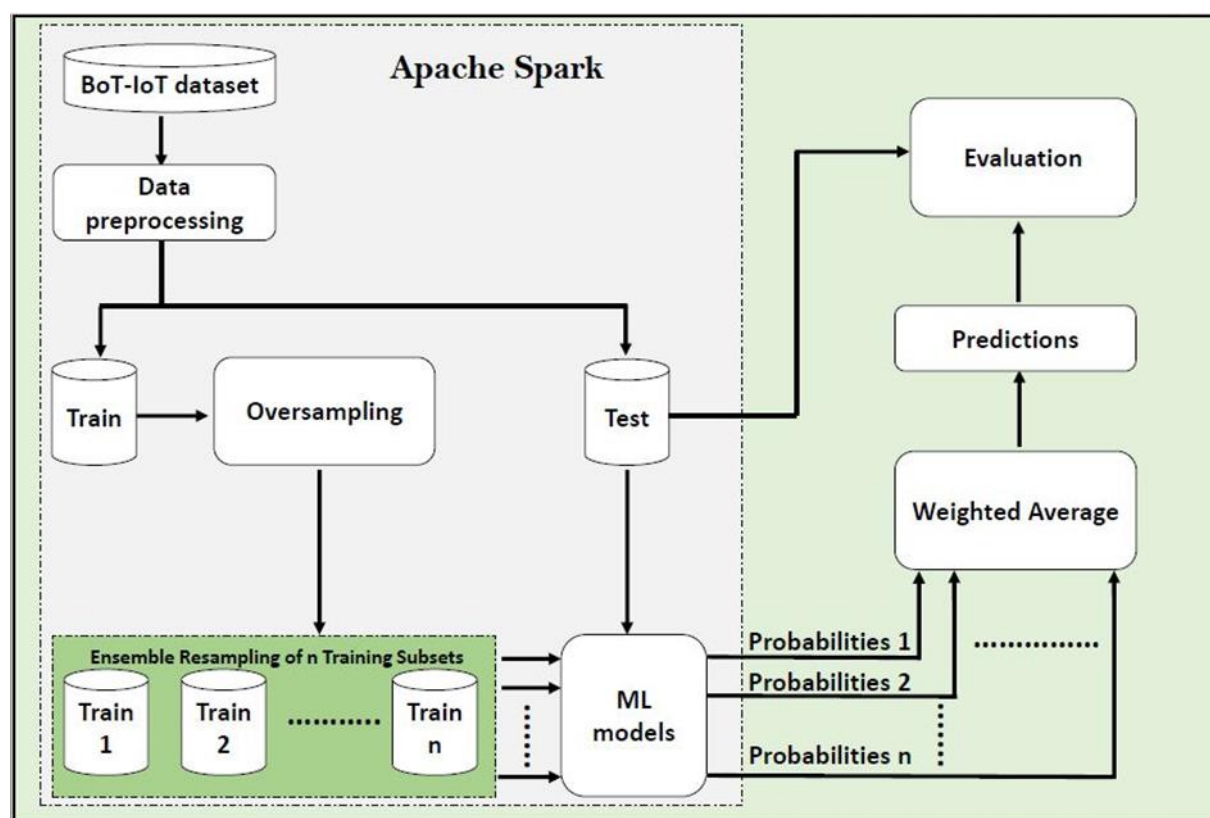 Apache Spark
BoT-IoT dataset
Data
preprocessing
Evaluation
Predictions
Train
Oversampling
Test
Weighted Average
Ensemble Resampling of n Training Subsets
Train
1
Train
2
............
Train
n
ML
models
Probabilities 1
Probabilities 2
Probabilities n